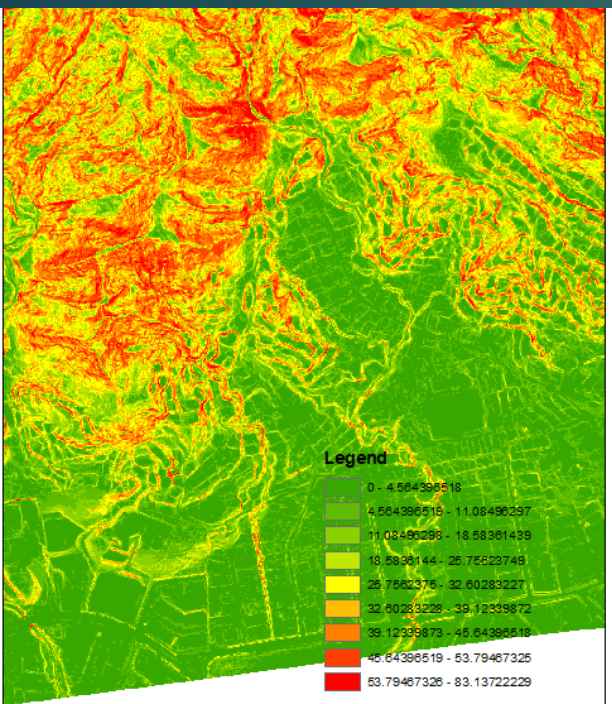 Legend
0 - 4.564396518
4.564396519 - 11.08496297
11.08496298 - 18.58361439
18.5836144 - 25.75623749
25.7562375 - 32.60283227
32.60283228 - 39.12339872
39.12339873 - 45.64396518
45.64396519 - 53.79467325
53.79467326 - 83.13722229